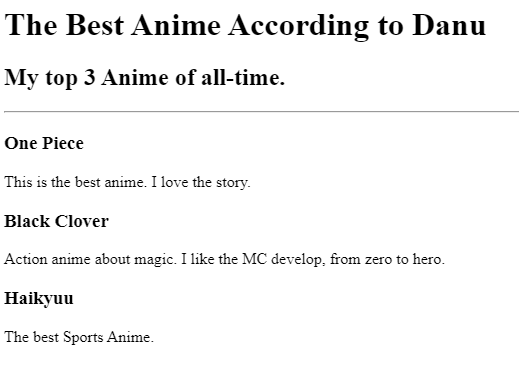 The Best Anime According to Danu
My top 3 Anime of all-time.
One Piece
This is the best anime. I love the story.
Black Clover
Action anime about magic. I like the MC develop, from zero to hero.
Haikyuu
The best Sports Anime.